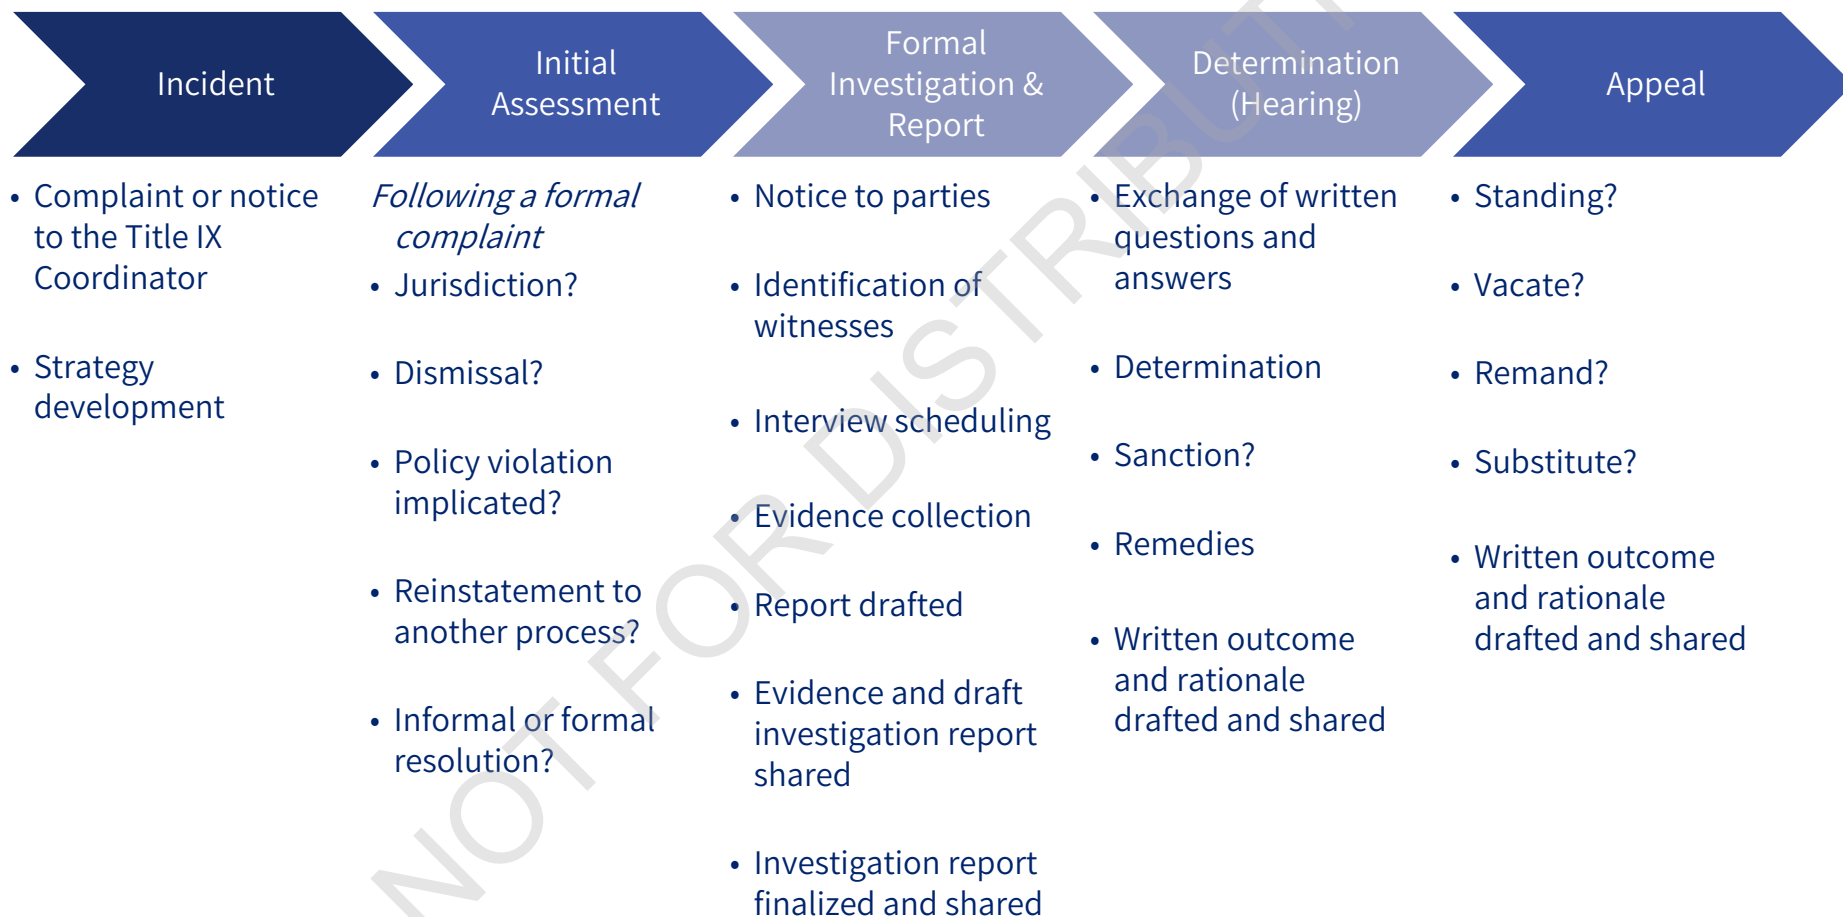 Incident
Initial
Assessment
Formal
Investigation &
Report
Determination
(Hearing)
Appeal
• Complaint or notice
to the Title IX
Coordinator
• Strategy
development
Following a formal
complaint
• Jurisdiction?
• Dismissal?
• Policy violation
implicated?
• Reinstatement to
another process?
• Informal or formal
resolution?
• Notice to parties
• Identification of
witnesses
• Interview scheduling
• Evidence collection
• Report drafted
• Evidence and draft
investigation report
shared
• Investigation report
finalized and shared
• Exchange of written
questions and
answers
• Determination
• Sanction?
• Remedies
• Written outcome
and rationale
drafted and shared
• Standing?
• Vacate?
• Remand?
• Substitute?
• Written outcome
and rationale
drafted and shared
NOT FOR DISTRIBUTI